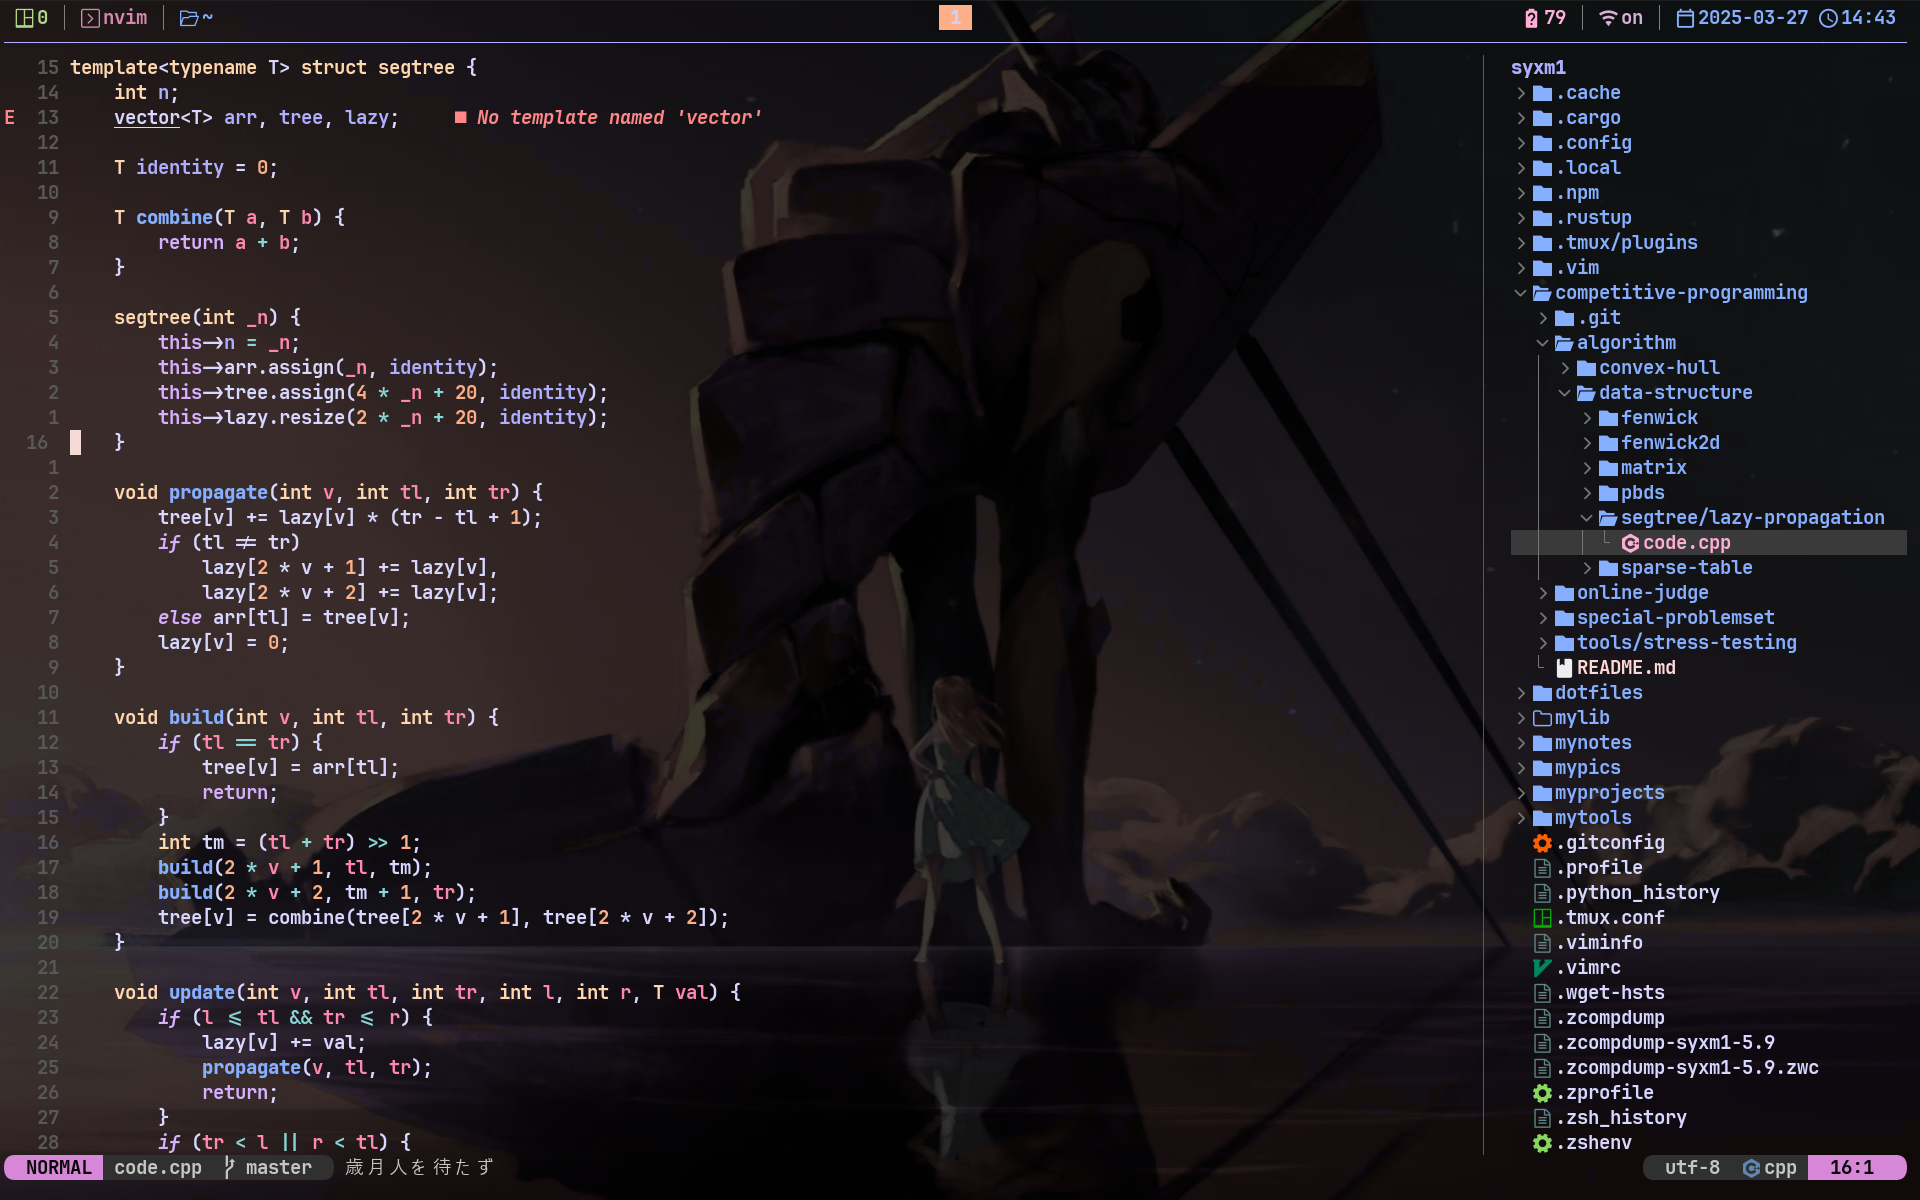 0 nvim ~ 1 79 on 2025-03-27 14:43
15 template<typename T> struct segtree {
14     int n;
E 13     vector<T> arr, tree, lazy;     ■ No template named 'vector'
12
11     T identity = 0;
10
9     T combine(T a, T b) {
8         return a + b;
7     }
6
5     segtree(int _n) {
4         this->n = _n;
3         this->arr.assign(_n, identity);
2         this->tree.assign(4 * _n + 20, identity);
1         this->lazy.resize(2 * _n + 20, identity);
16     }
1
2     void propagate(int v, int tl, int tr) {
3         tree[v] += lazy[v] * (tr - tl + 1);
4         if (tl != tr)
5             lazy[2 * v + 1] += lazy[v],
6             lazy[2 * v + 2] += lazy[v];
7         else arr[tl] = tree[v];
8         lazy[v] = 0;
9     }
10
11     void build(int v, int tl, int tr) {
12         if (tl == tr) {
13             tree[v] = arr[tl];
14             return;
15         }
16         int tm = (tl + tr) >> 1;
17         build(2 * v + 1, tl, tm);
18         build(2 * v + 2, tm + 1, tr);
19         tree[v] = combine(tree[2 * v + 1], tree[2 * v + 2]);
20     }
21
22     void update(int v, int tl, int tr, int l, int r, T val) {
23         if (l <= tl && tr <= r) {
24             lazy[v] += val;
25             propagate(v, tl, tr);
26             return;
27         }
28         if (tr < l || r < tl) {
syxm1
.cache
.cargo
.config
.local
.npm
.rustup
.tmux/plugins
.vim
competitive-programming
.git
algorithm
convex-hull
data-structure
fenwick
fenwick2d
matrix
pbds
segtree/lazy-propagation
code.cpp
sparse-table
online-judge
special-problemset
tools/stress-testing
README.md
dotfiles
mylib
mynotes
mypics
myprojects
mytools
.gitconfig
.profile
.python_history
.tmux.conf
.viminfo
.vimrc
.wget-hsts
.zcompdump
.zcompdump-syxm1-5.9
.zcompdump-syxm1-5.9.zwc
.zprofile
.zsh_history
.zshenv
NORMAL code.cpp master 歳月人を待たず utf-8 cpp 16:1